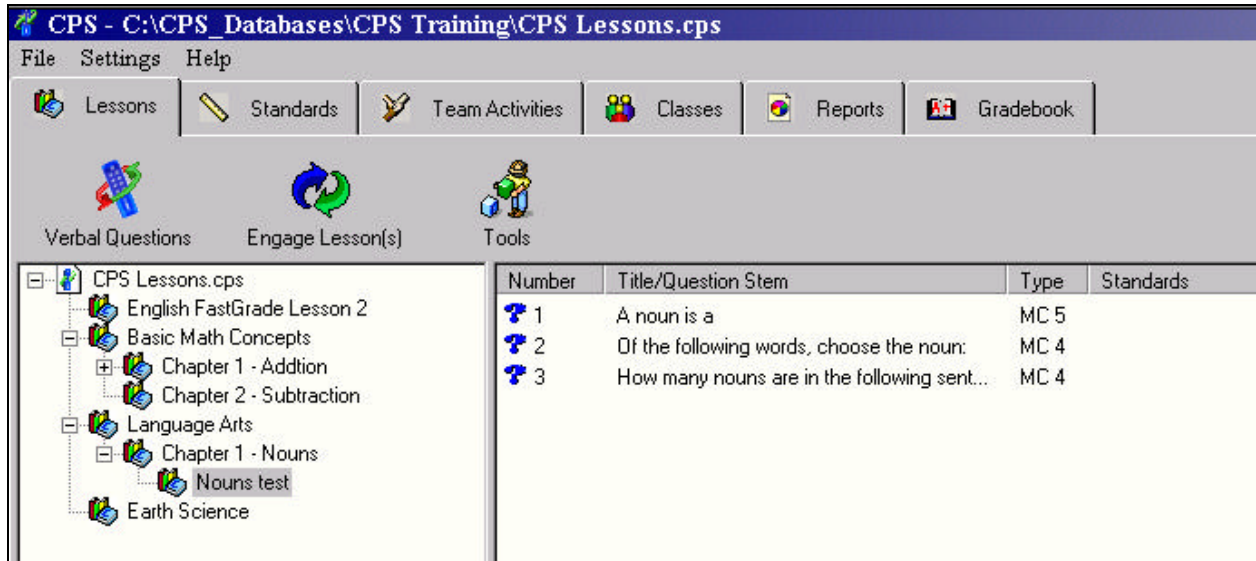 CPS - C:\CPS_Databases\CPS Training\CPS Lessons.cps
File Settings Help
Lessons Standards Team Activities Classes Reports A+ Gradebook
Verbal Questions Engage Lesson(s) Tools
CPS Lessons.cps
English FastGrade Lesson 2
Basic Math Concepts
Chapter 1 - Addtion
Chapter 2 - Subtraction
Language Arts
Chapter 1 - Nouns
Nouns test
Earth Science
Number Title/Question Stem Type Standards
1 A noun is a MC 5
2 Of the following words, choose the noun: MC 4
3 How many nouns are in the following sent... MC 4